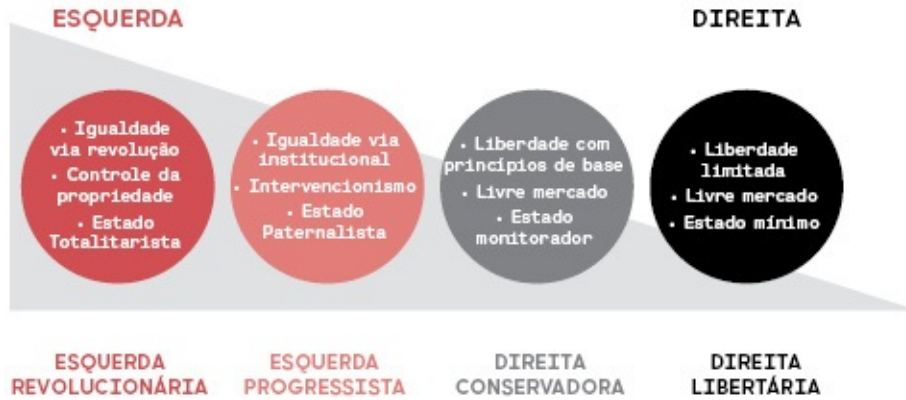 ESQUERDA
DIREITA
• Igualdade
via revolução
• Controle da
propriedade
• Estado
Totalitarista
• Igualdade via
institucional
• Intervencionismo
• Estado
Paternalista
• Liberdade com
princípios de base
• Livre mercado
• Estado
monitorador
• Liberdade
limitada
• Livre mercado
• Estado mínimo
ESQUERDA
REVOLUCIONÁRIA
ESQUERDA
PROGRESSISTA
DIREITA
CONSERVADORA
DIREITA
LIBERTÁRIA